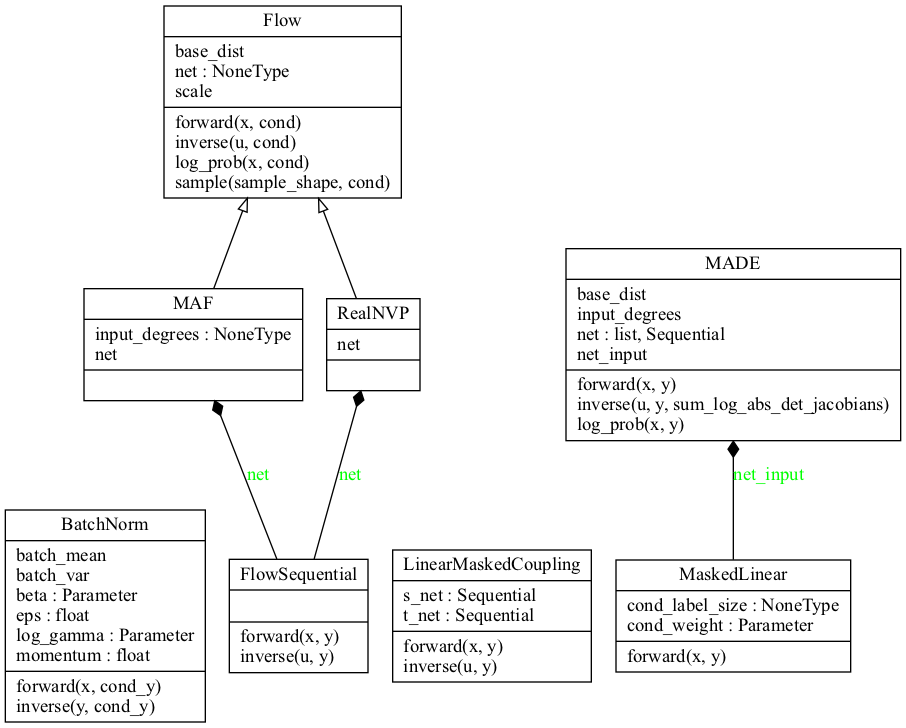 Flow
base_dist
net : NoneType
scale
forward(x, cond)
inverse(u, cond)
log_prob(x, cond)
sample(sample_shape, cond)
MAF
input_degrees : NoneType
net
RealNVP
net
MADE
base_dist
input_degrees
net : list, Sequential
net_input
forward(x, y)
inverse(u, y, sum_log_abs_det_jacobians)
log_prob(x, y)
net
net
net_input
BatchNorm
batch_mean
batch_var
beta : Parameter
eps : float
log_gamma : Parameter
momentum : float
forward(x, cond_y)
inverse(y, cond_y)
FlowSequential
forward(x, y)
inverse(u, y)
LinearMaskedCoupling
s_net : Sequential
t_net : Sequential
forward(x, y)
inverse(u, y)
MaskedLinear
cond_label_size : NoneType
cond_weight : Parameter
forward(x, y)